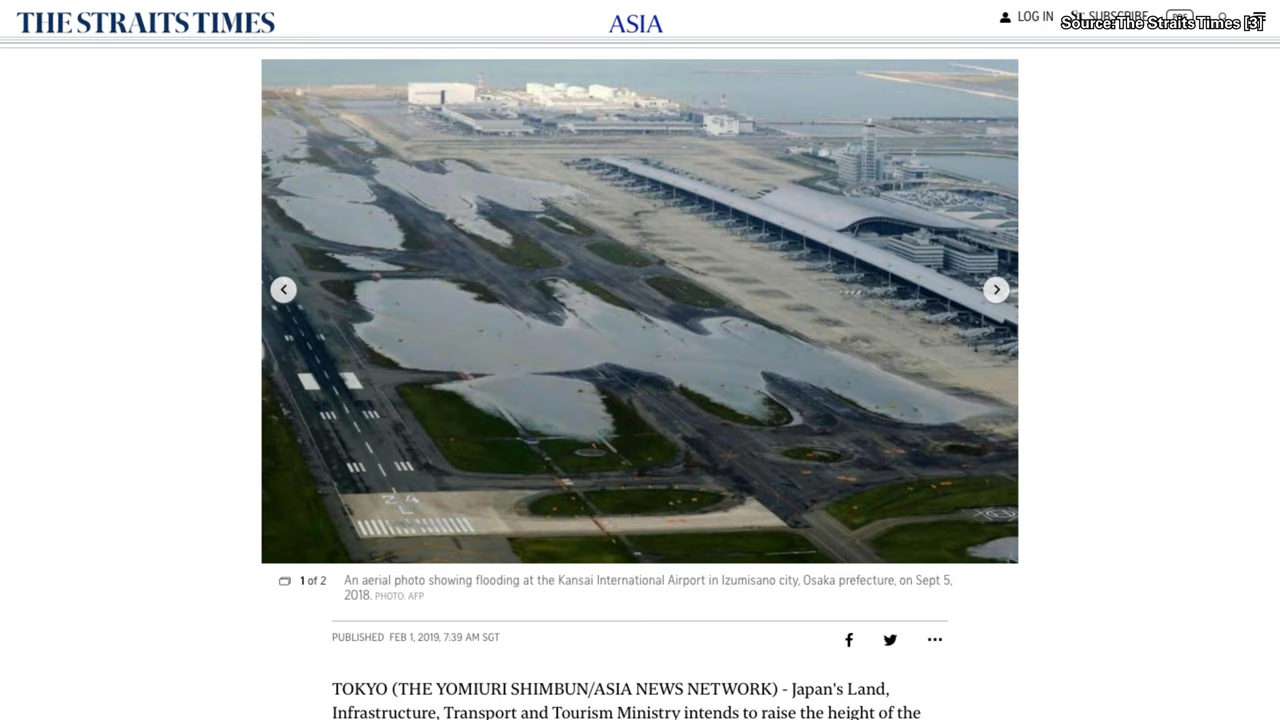 THE STRAITS TIMES
ASIA
LOG IN
SUBSCRIBE
Source:The Straits Times [3]
24
L
1 of 2
An aerial photo showing flooding at the Kansai International Airport in Izumisano city, Osaka prefecture, on Sept 5,
2018. PHOTO: AFP
PUBLISHED FEB 1, 2019, 7:39 AM SGT
TOKYO (THE YOMIURI SHIMBUN/ASIA NEWS NETWORK) - Japan's Land,
Infrastructure, Transport and Tourism Ministry intends to raise the height of the